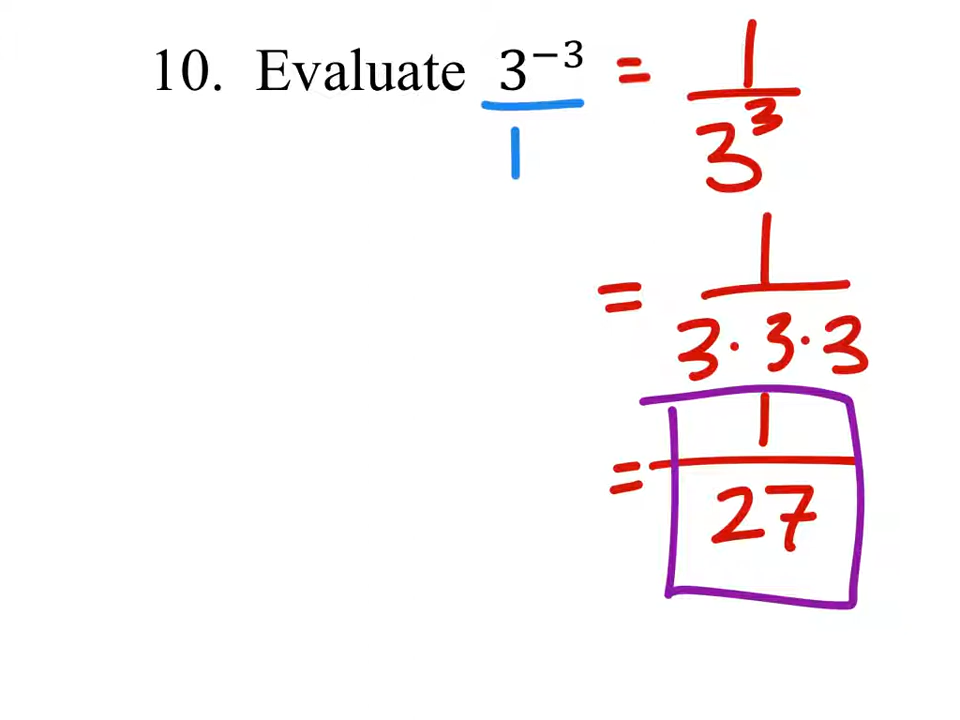 10. Evaluate 3⁻³ = 1/3³
1
= 1/3·3·3
= 1/27